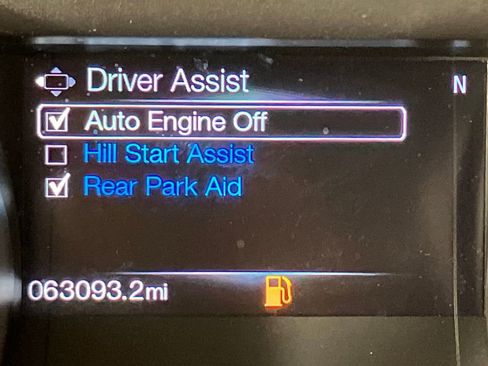 Driver Assist
N
Auto Engine Off
Hill Start Assist
Rear Park Aid
063093.2mi